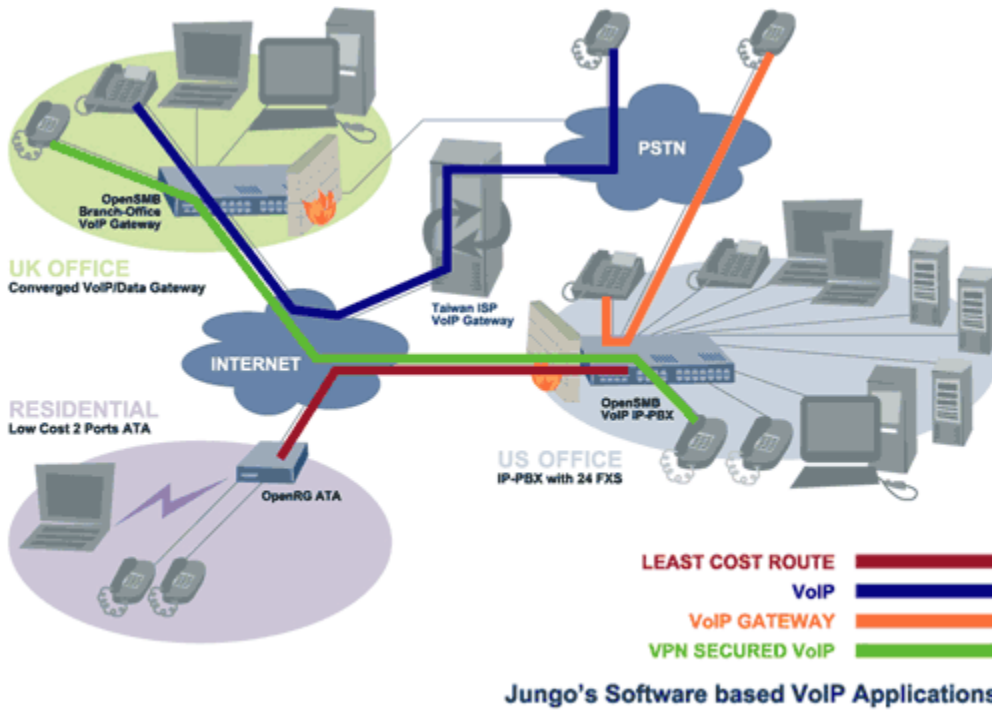 PSTN
OpenSMB
Branch-Office
VoIP Gateway
UK OFFICE
Converged VoIP/Data Gateway
Taiwan ISP
VoIP Gateway
INTERNET
RESIDENTIAL
Low Cost 2 Ports ATA
OpenSMB
VoIP IP-PBX
US OFFICE
IP-PBX with 24 FXS
OpenRG ATA
LEAST COST ROUTE
VoIP
VoIP GATEWAY
VPN SECURED VoIP
Jungo's Software based VoIP Applications